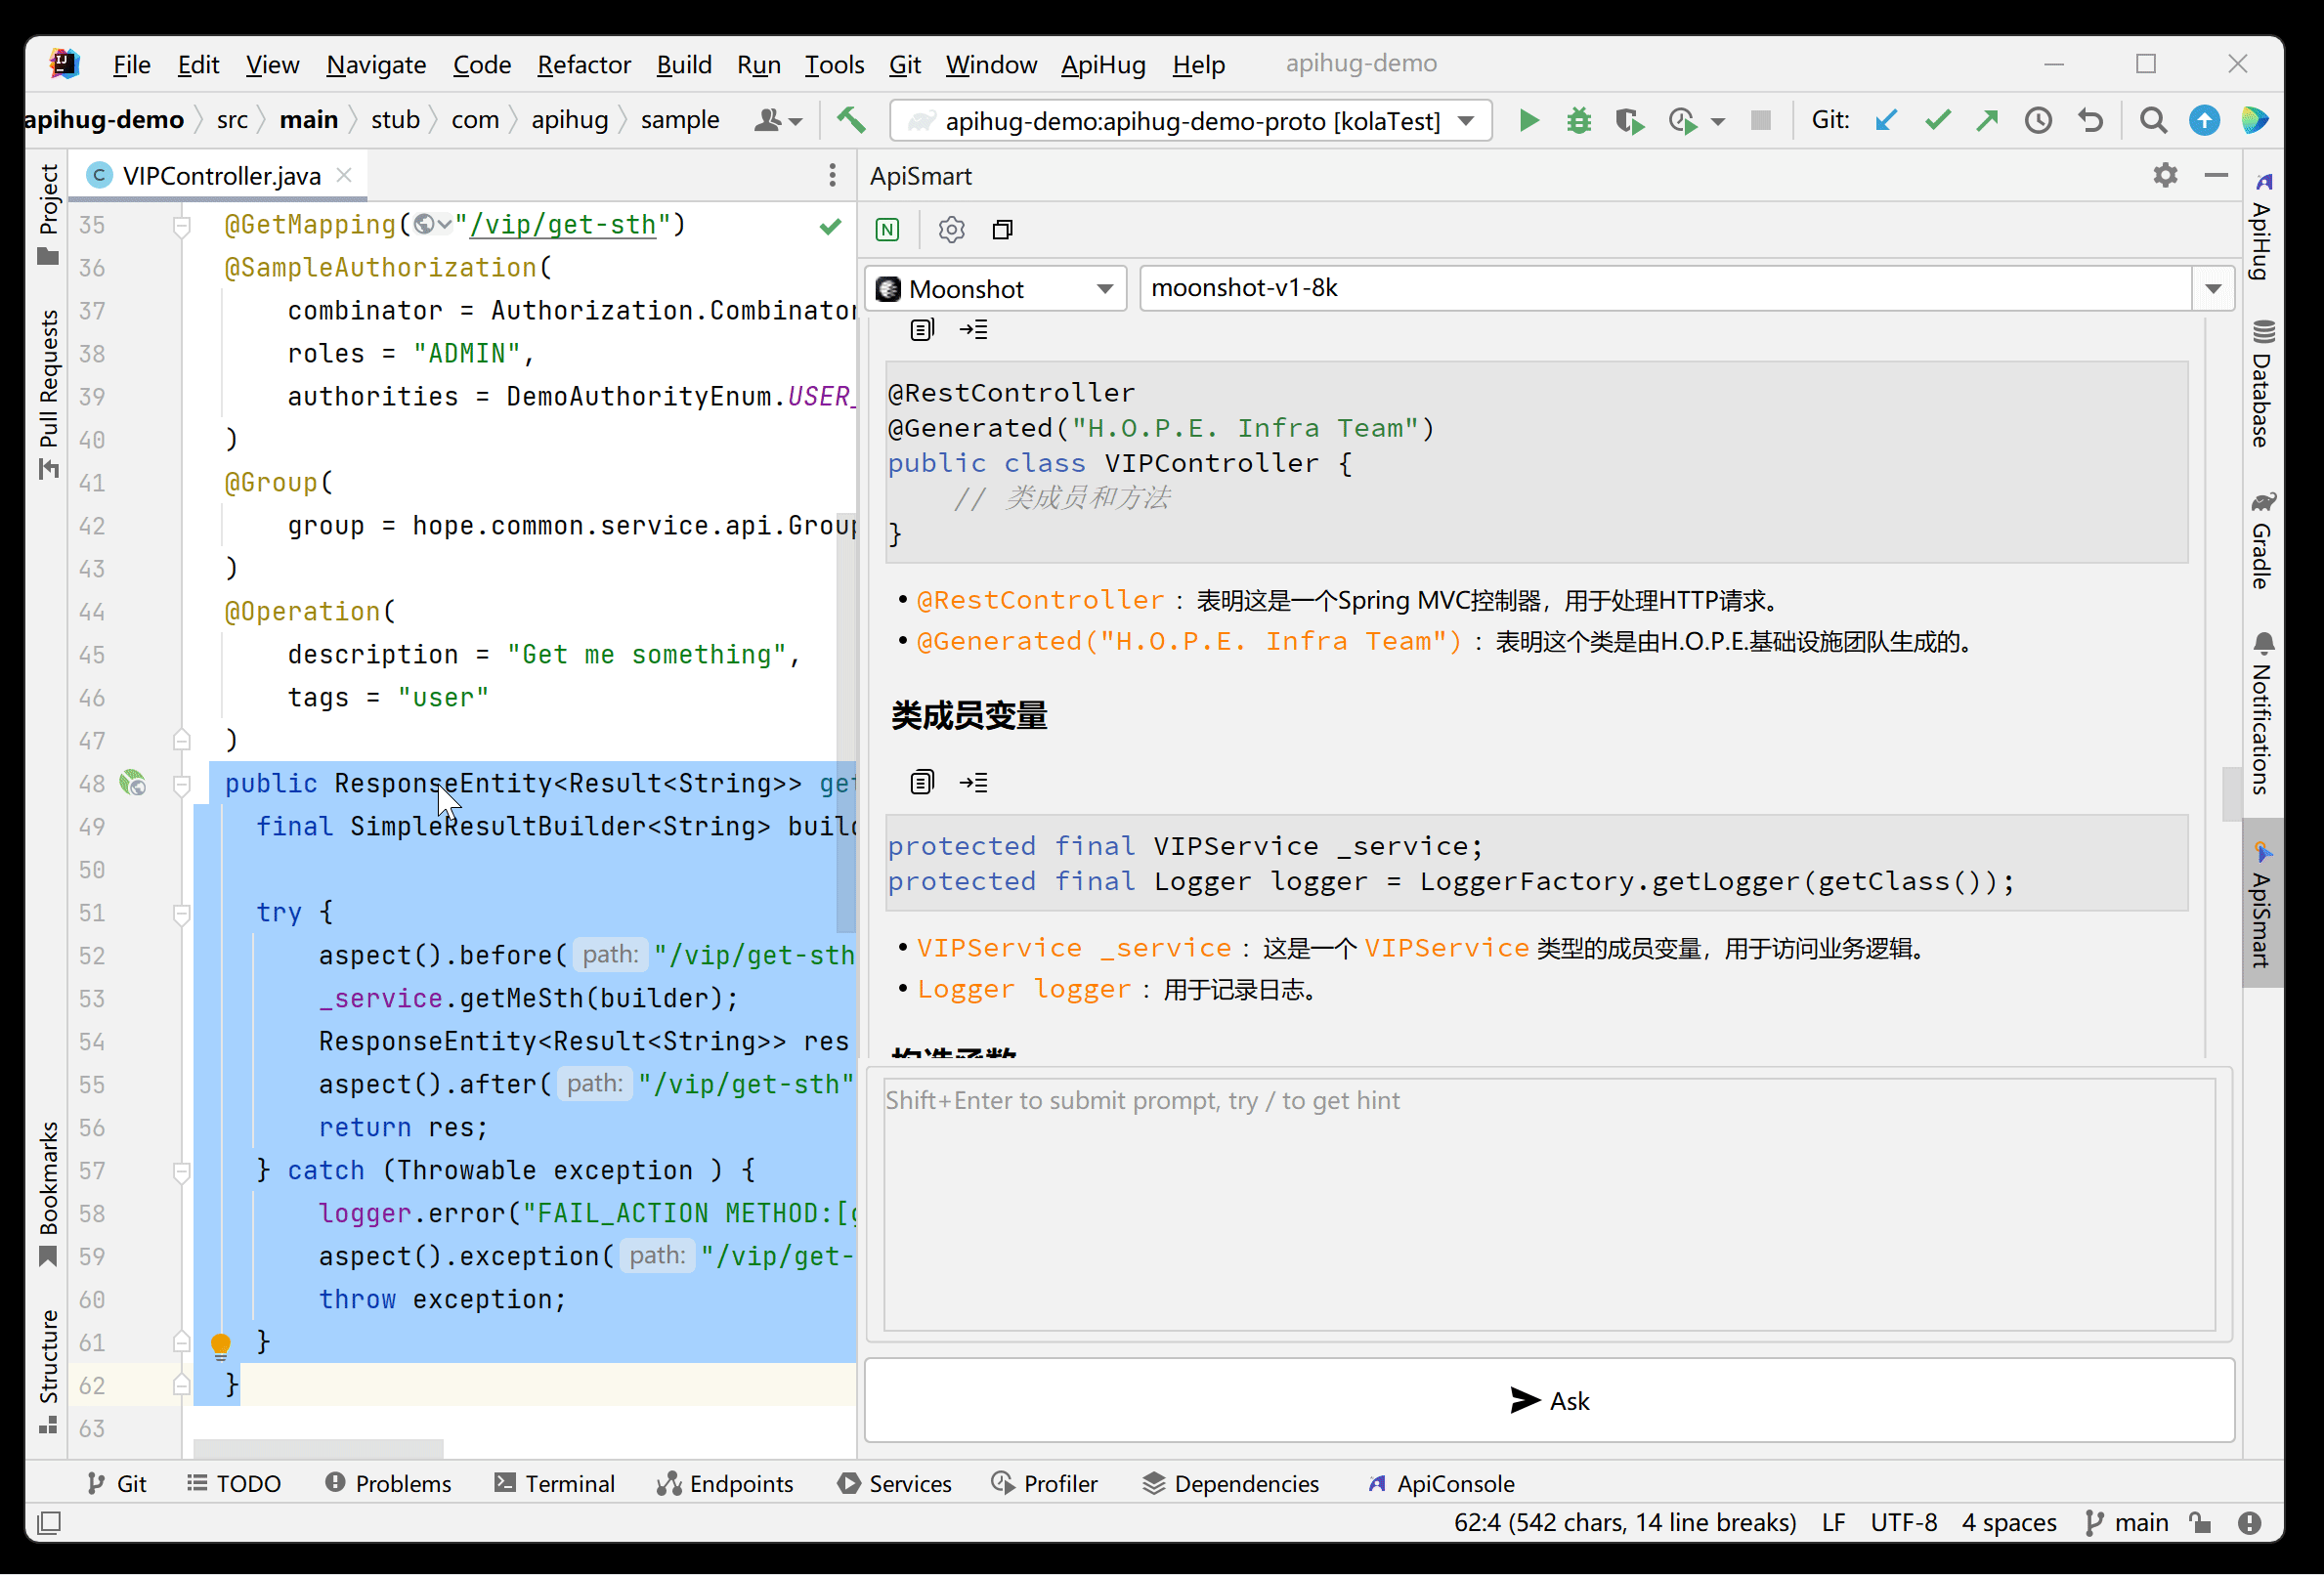 File Edit View Navigate Code Refactor Build Run Tools Git Window ApiHug Help apihug-demo
apihug-demo src main stub com apihug sample apihug-demo:apihug-demo-proto [kolaTest] Git:
Project
Pull Requests
Bookmarks
Structure
VIPController.java
35 @GetMapping("/vip/get-sth")
36 @SampleAuthorization(
37 combinator = Authorization.Combinator
38 roles = "ADMIN",
39 authorities = DemoAuthorityEnum.USER_
40 )
41 @Group(
42 group = hope.common.service.api.Group
43 )
44 @Operation(
45 description = "Get me something",
46 tags = "user"
47 )
48 public ResponseEntity<Result<String>> get
49 final SimpleResultBuilder<String> build
50
51 try {
52 aspect().before( path: "/vip/get-sth
53 _service.getMeSth(builder);
54 ResponseEntity<Result<String>> res
55 aspect().after( path: "/vip/get-sth"
56 return res;
57 } catch (Throwable exception ) {
58 logger.error("FAIL_ACTION METHOD:[g
59 aspect().exception( path: "/vip/get-
60 throw exception;
61 }
62 }
63
ApiSmart
Moonshot moonshot-v1-8k
@RestController
@Generated("H.O.P.E. Infra Team")
public class VIPController {
// 类成员和方法
}
• @RestController : 表明这是一个Spring MVC控制器，用于处理HTTP请求。
• @Generated("H.O.P.E. Infra Team") : 表明这个类是由H.O.P.E.基础设施团队生成的。
类成员变量
protected final VIPService _service;
protected final Logger logger = LoggerFactory.getLogger(getClass());
• VIPService _service : 这是一个 VIPService 类型的成员变量，用于访问业务逻辑。
• Logger logger : 用于记录日志。
构造函数
Shift+Enter to submit prompt, try / to get hint
Ask
ApiHug
Database
Gradle
Notifications
ApiSmart
Git TODO Problems Terminal Endpoints Services Profiler Dependencies ApiConsole
62:4 (542 chars, 14 line breaks) LF UTF-8 4 spaces main